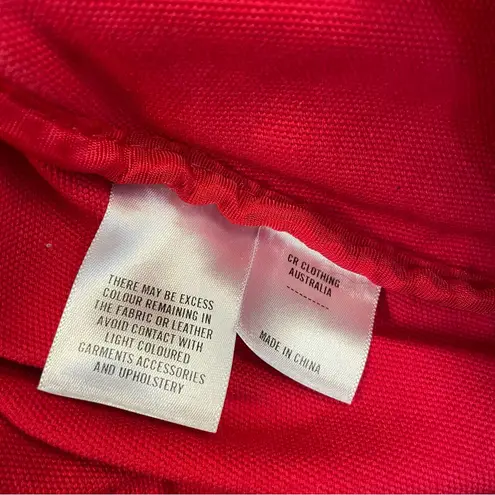 THERE MAY BE EXCESS
COLOUR REMAINING IN
THE FABRIC OR LEATHER
AVOID CONTACT WITH
LIGHT COLOURED
GARMENTS ACCESSORIES
AND UPHOLSTERY
CR CLOTHING
AUSTRALIA
----------
MADE IN CHINA